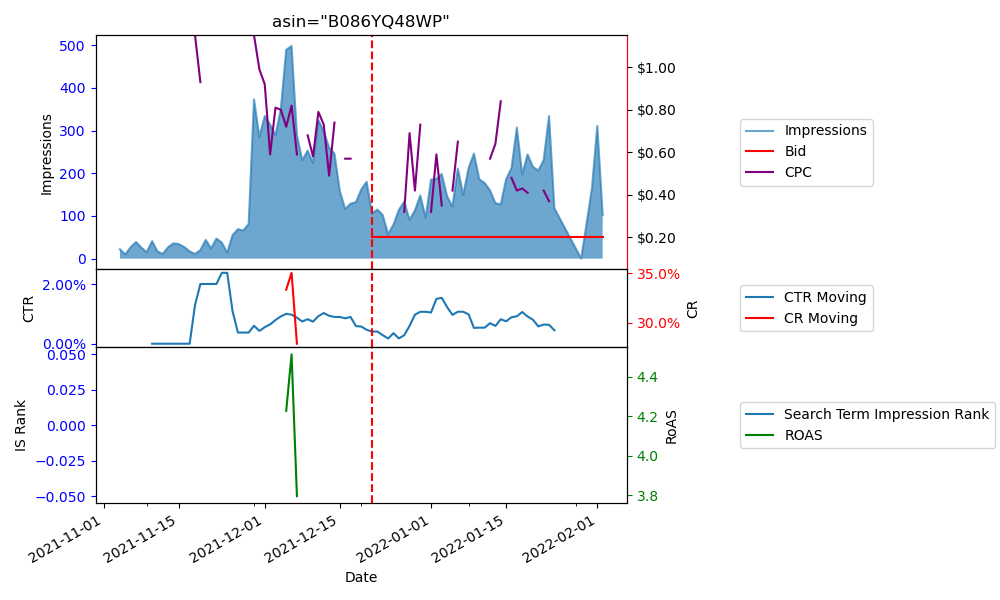 asin="B086YQ48WP"
500
400
300
200
100
0
Impressions
$1.00
$0.80
$0.60
$0.40
$0.20
Impressions
Bid
CPC
2.00%
0.00%
CTR
35.0%
30.0%
CR
CTR Moving
CR Moving
0.050
0.025
0.000
−0.025
−0.050
IS Rank
4.4
4.2
4.0
3.8
RoAS
Search Term Impression Rank
ROAS
2021-11-01
2021-11-15
2021-12-01
2021-12-15
2022-01-01
2022-01-15
2022-02-01
Date